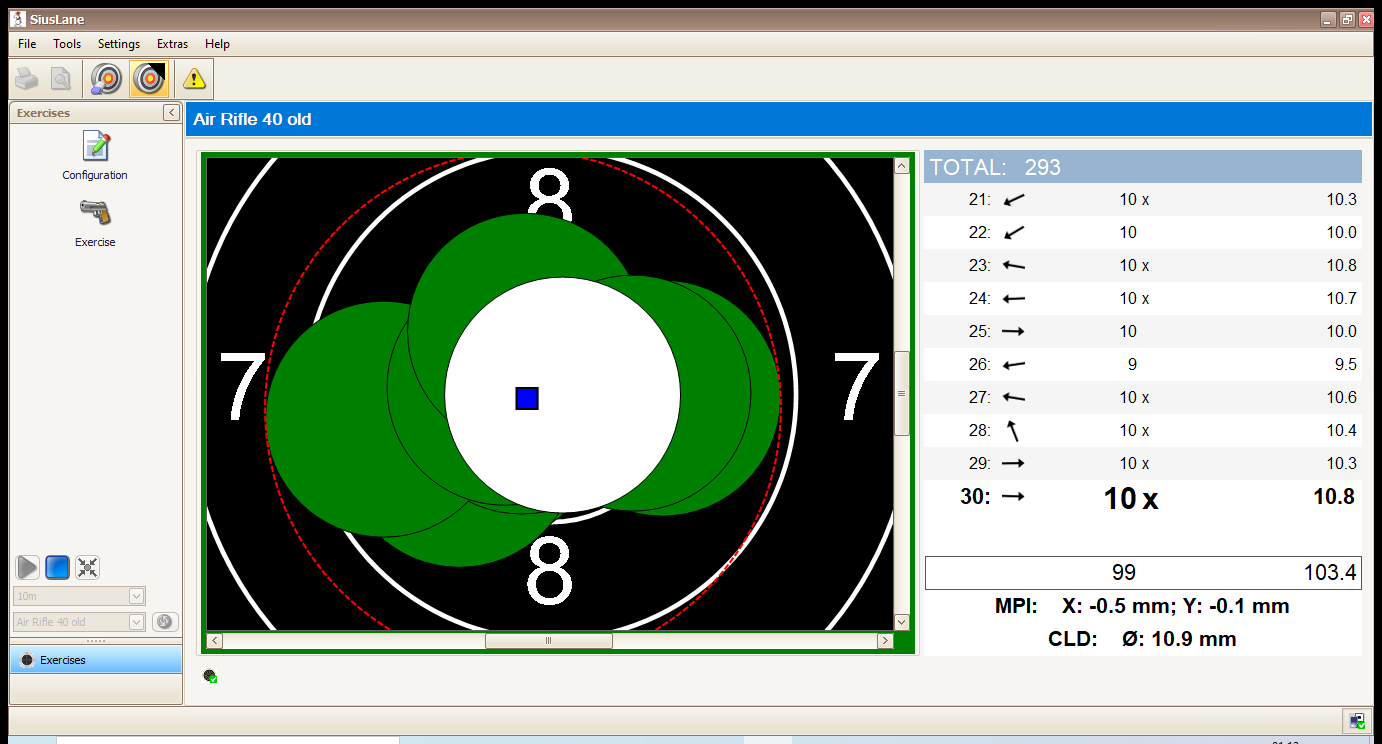 SiusLane
File Tools Settings Extras Help
Exercises
Configuration
Exercise
10m
Air Rifle 40 old
Exercises
Air Rifle 40 old
8
7 7
8
TOTAL: 293
21: 10 x 10.3
22: 10 10.0
23: 10 x 10.8
24: 10 x 10.7
25: 10 10.0
26: 9 9.5
27: 10 x 10.6
28: 10 x 10.4
29: 10 x 10.3
30: 10 x 10.8
99 103.4
MPI: X: -0.5 mm; Y: -0.1 mm
CLD: Ø: 10.9 mm